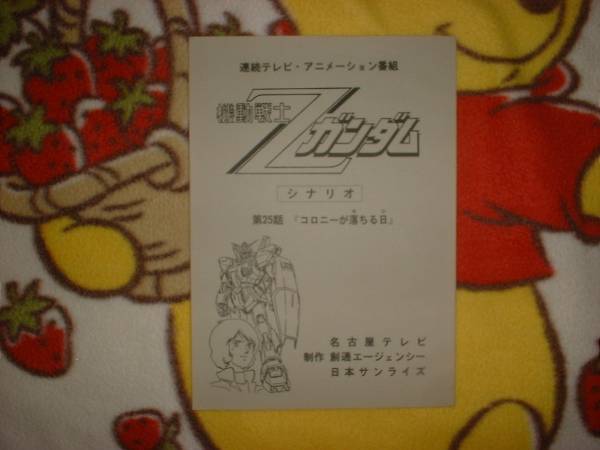 連続テレビ・アニメーション番組
機動戦士
Zガンダム
シナリオ
第25話 「コロニーが落ちる日」
名古屋テレビ
制作 創通エージェンシー
日本サンライズ